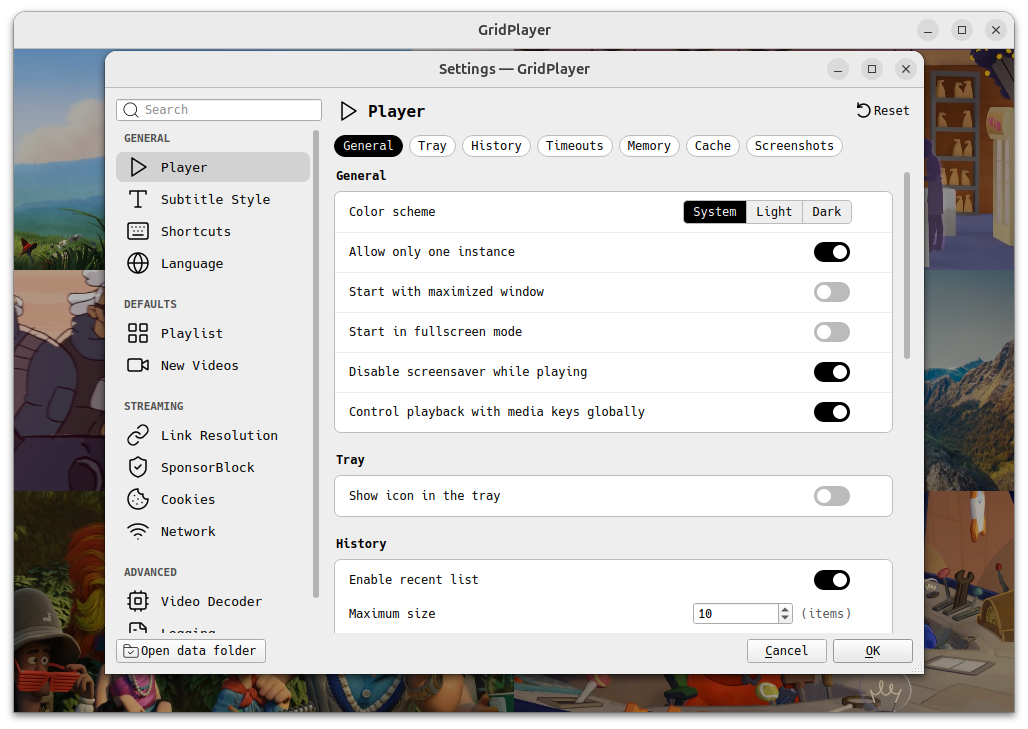 GridPlayer
Settings — GridPlayer
Search
GENERAL
Player
Subtitle Style
Shortcuts
Language
DEFAULTS
Playlist
New Videos
STREAMING
Link Resolution
SponsorBlock
Cookies
Network
ADVANCED
Video Decoder
Logging
Open data folder
Player
Reset
General Tray History Timeouts Memory Cache Screenshots
General
Color scheme System Light Dark
Allow only one instance
Start with maximized window
Start in fullscreen mode
Disable screensaver while playing
Control playback with media keys globally
Tray
Show icon in the tray
History
Enable recent list
Maximum size 10 (items)
Cancel OK